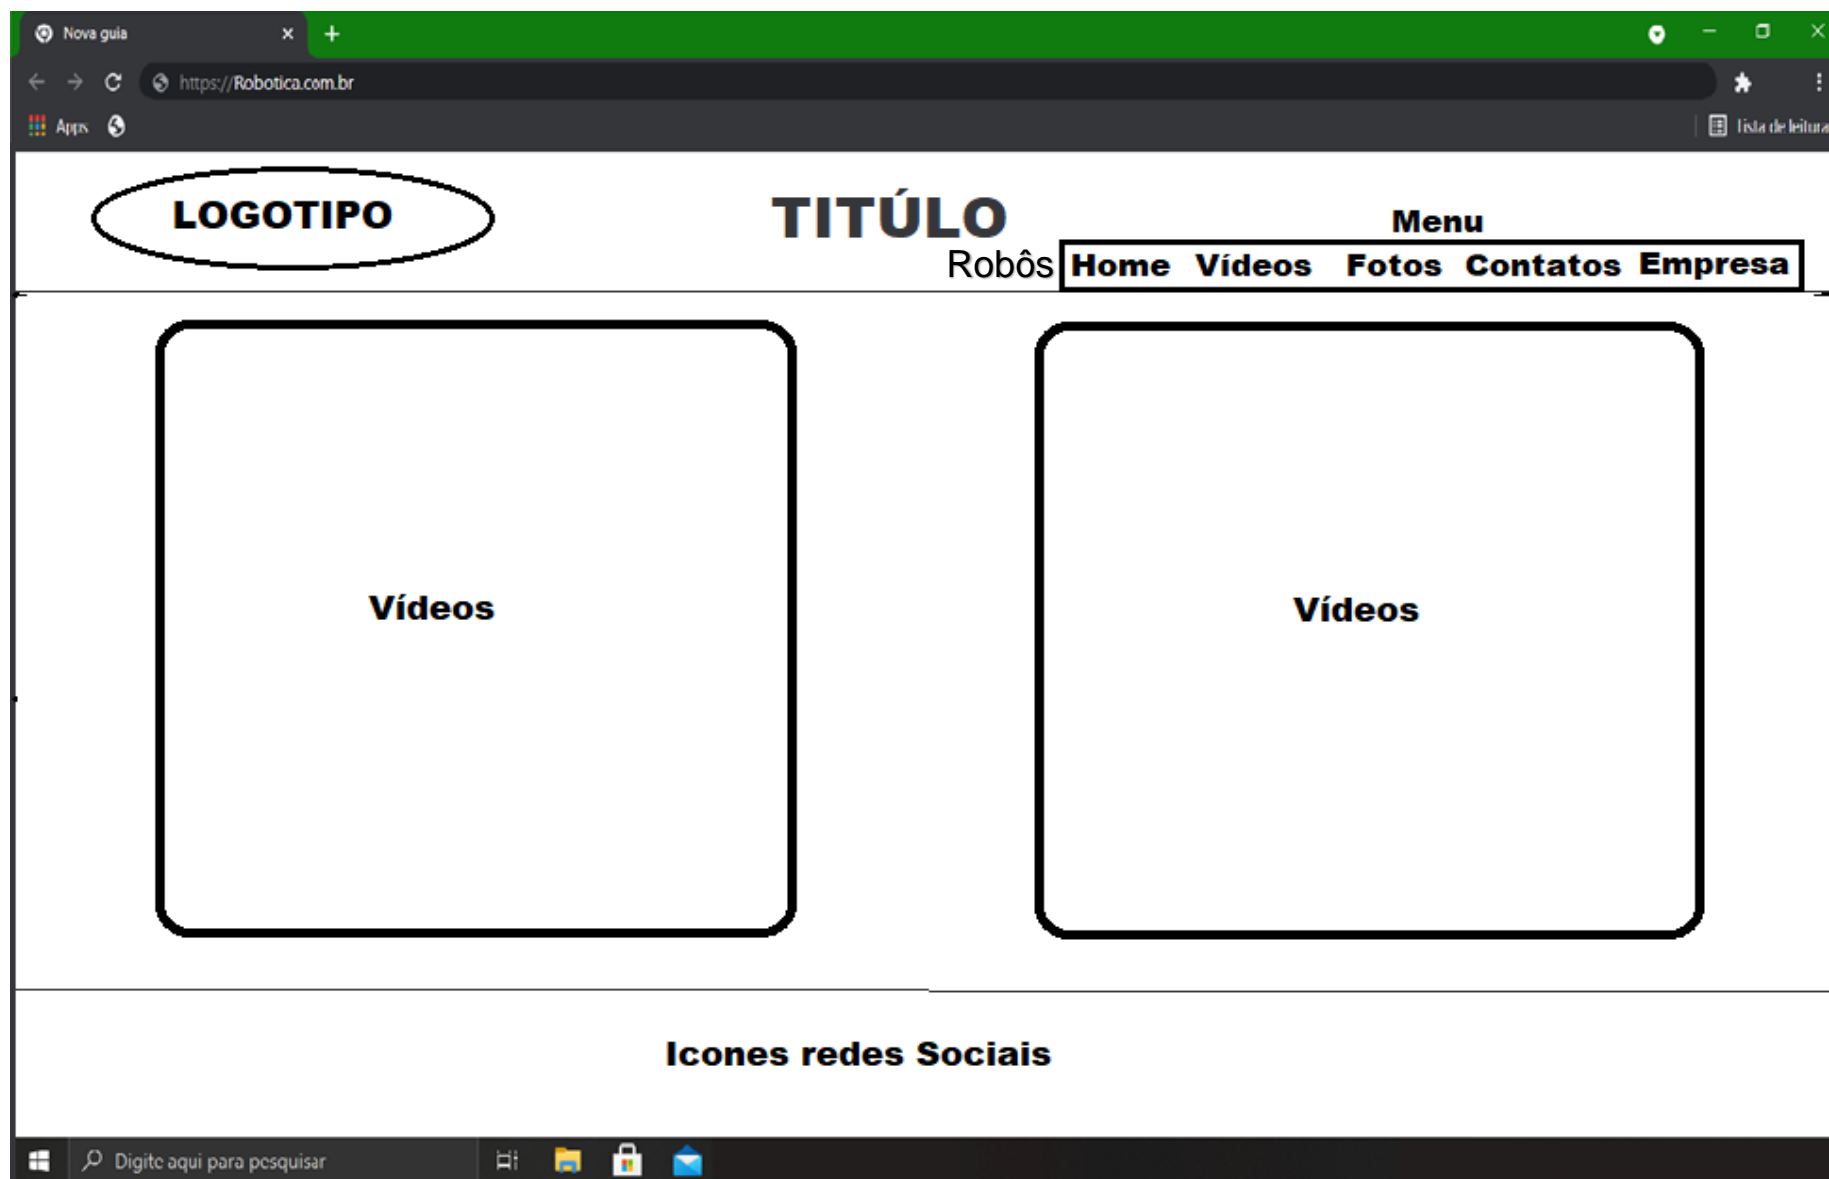 Nova guia
https://Robotica.com.br
Apps
Lista de leitura
LOGOTIPO
TITÚLO
Menu
Robôs Home Vídeos Fotos Contatos Empresa
Vídeos
Vídeos
Icones redes Sociais
Digite aqui para pesquisar